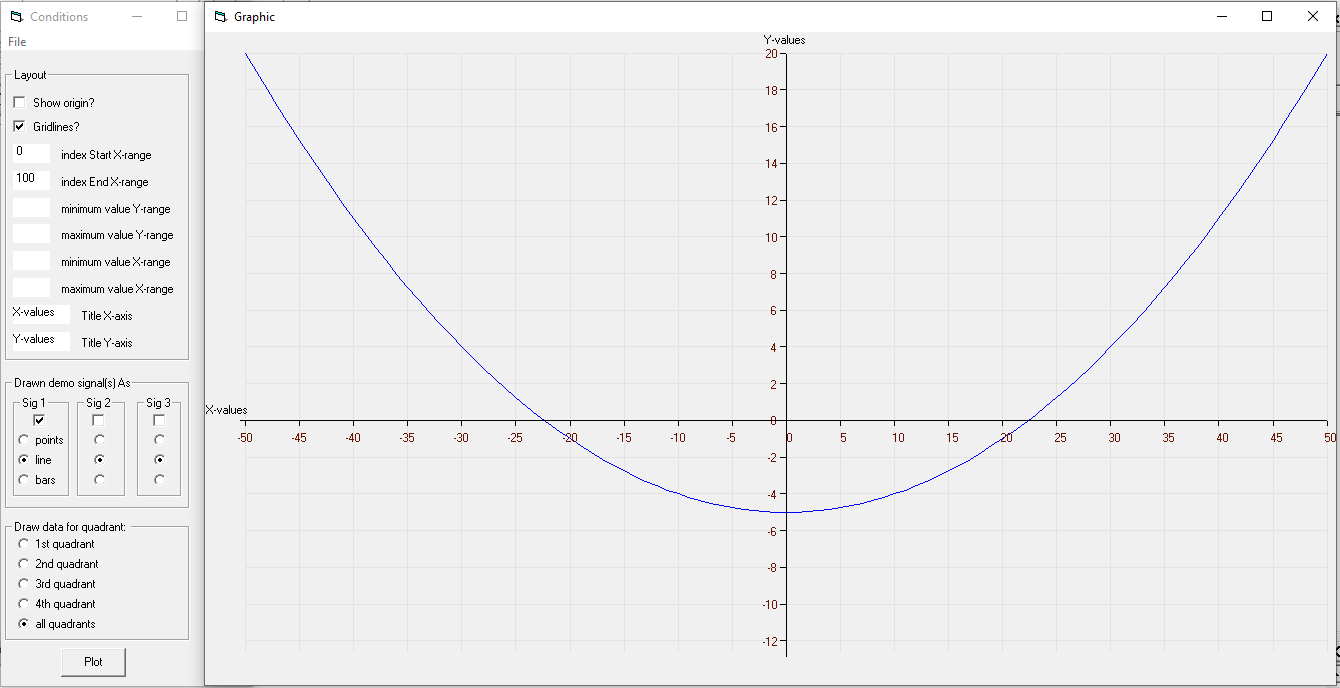 Conditions
File
Layout
Show origin?
Gridlines?
0 index Start X-range
100 index End X-range
minimum value Y-range
maximum value Y-range
minimum value X-range
maximum value X-range
X-values Title X-axis
Y-values Title Y-axis
Drawn demo signal(s) As
Sig 1 Sig 2 Sig 3
points
line
bars
Draw data for quadrant:
1st quadrant
2nd quadrant
3rd quadrant
4th quadrant
all quadrants
Plot
Graphic
Y-values
20
18
16
14
12
10
8
6
4
2
0
X-values
-50 -45 -40 -35 -30 -25 -20 -15 -10 -5 0 5 10 15 20 25 30 35 40 45 50
-2
-4
-6
-8
-10
-12